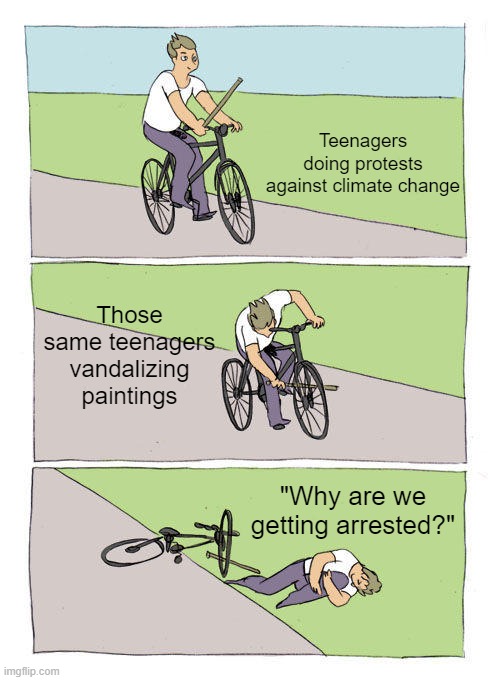 Teenagers
doing protests
against climate change
Those
same teenagers
vandalizing
paintings
"Why are we
getting arrested?"
imgflip.com